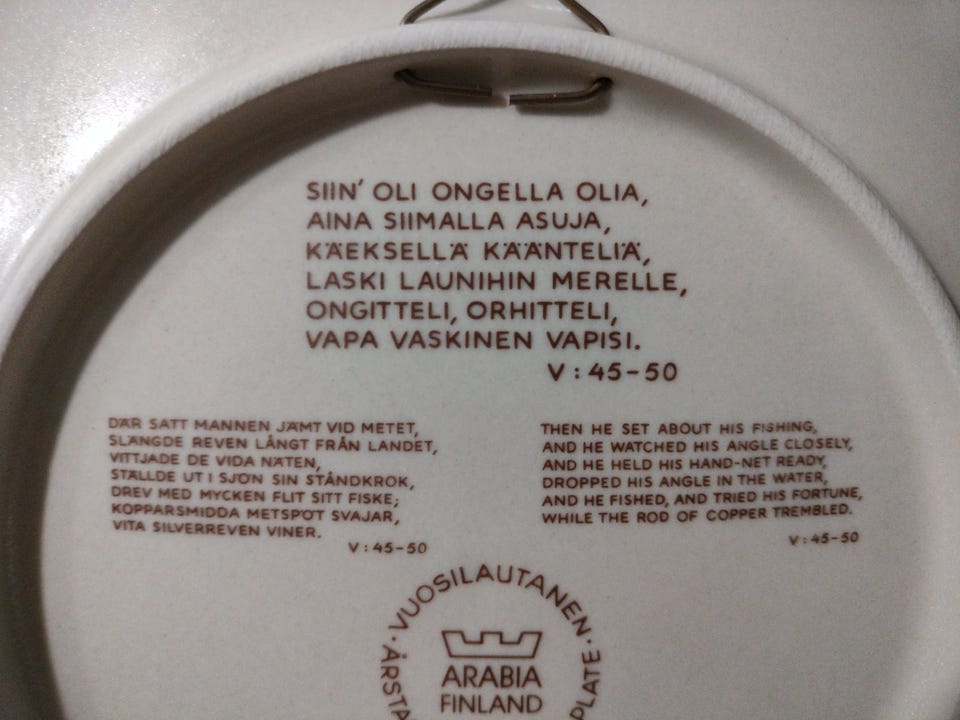 SIIN' OLI ONGELLA OLIA,
AINA SIIMALLA ASUJA,
KÄEKSELLÄ KÄÄNTELIÄ,
LASKI LAUNIHIN MERELLE,
ONGITTELI, ORHITTELI,
VAPA VASKINEN VAPISI.
V : 45-50
DÄR SATT MANNEN JÄMT VID METET,
SLÄNGDE REVEN LÅNGT FRÅN LANDET,
VITTJADE DE VIDA NÄTEN,
STÄLLDE UT I SJÖN SIN STÅNDKROK,
DREV MED MYCKEN FLIT SITT FISKE;
KOPPARSMIDDA METSPÖT SVAJAR,
VITA SILVERREVEN VINER.
V : 45-50
THEN HE SET ABOUT HIS FISHING,
AND HE WATCHED HIS ANGLE CLOSELY,
AND HE HELD HIS HAND-NET READY,
DROPPED HIS ANGLE IN THE WATER,
AND HE FISHED, AND TRIED HIS FORTUNE,
WHILE THE ROD OF COPPER TREMBLED.
V : 45-50
· VUOSILAUTANEN ·
ÅRSTA
PLATE
ARABIA
FINLAND